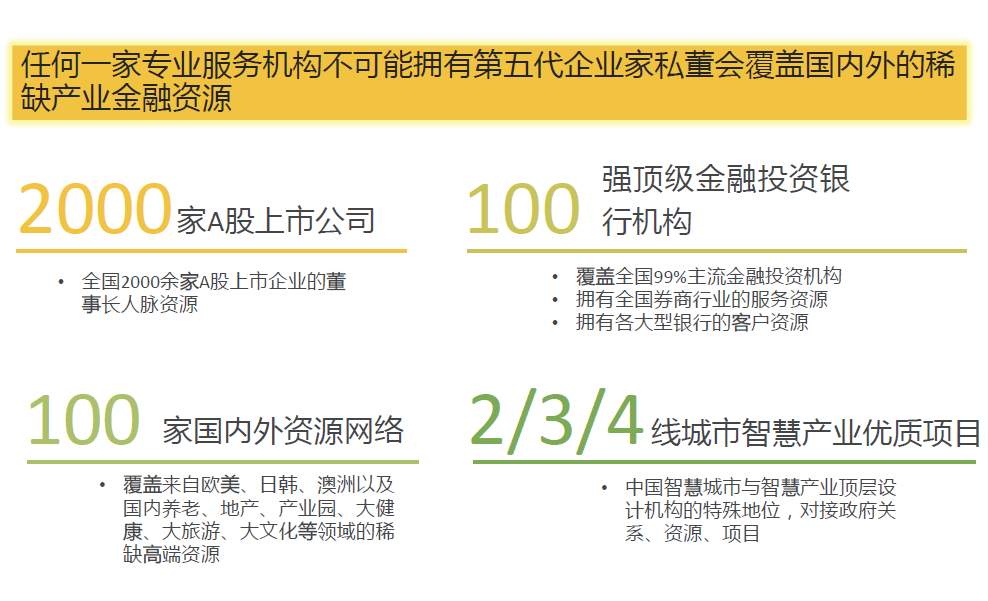 任何一家专业服务机构不可能拥有第五代企业家私董会覆盖国内外的稀
缺产业金融资源
2000 家A股上市公司
• 全国2000余家A股上市企业的董
事长人脉资源
100 强顶级金融投资银
行机构
• 覆盖全国99%主流金融投资机构
• 拥有全国券商行业的服务资源
• 拥有各大型银行的客户资源
100 家国内外资源网络
• 覆盖来自欧美、日韩、澳洲以及
国内养老、地产、产业园、大健
康、大旅游、大文化等领域的稀
缺高端资源
2/3/4 线城市智慧产业优质项目
• 中国智慧城市与智慧产业顶层设
计机构的特殊地位，对接政府关
系、资源、项目